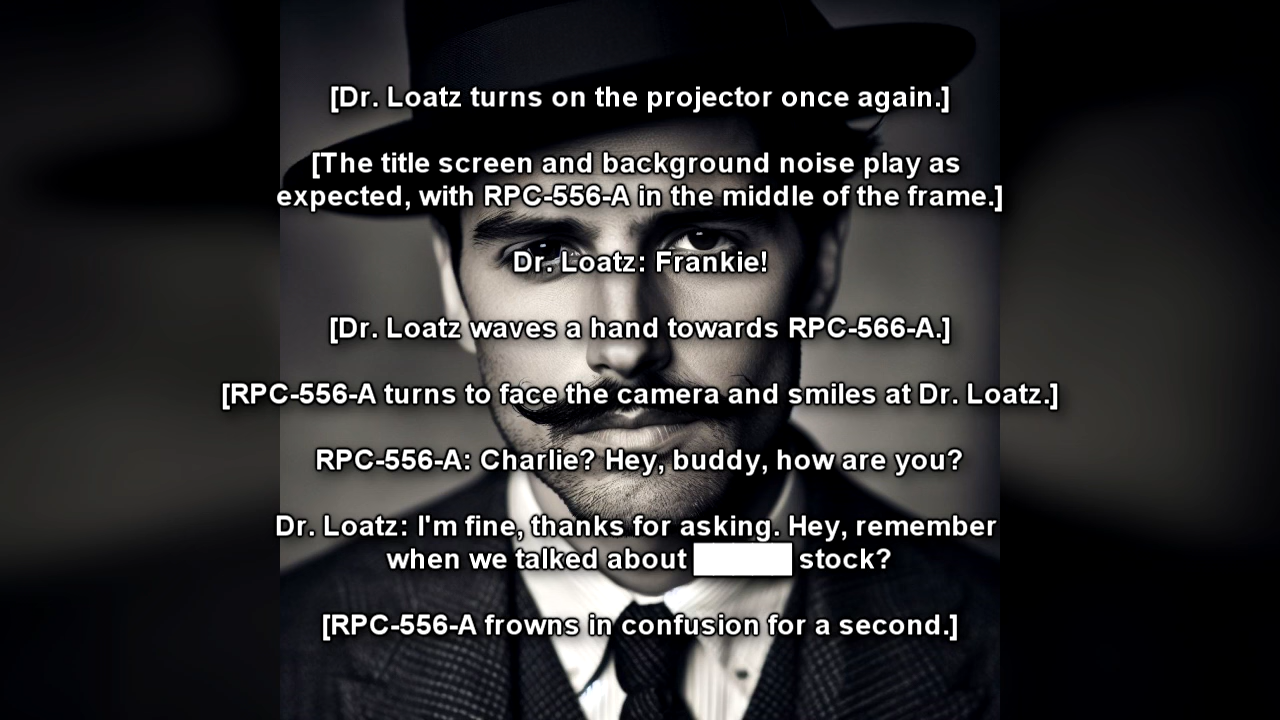 [Dr. Loatz turns on the projector once again.]
[The title screen and background noise play as
expected, with RPC-556-A in the middle of the frame.]
Dr. Loatz: Frankie!
[Dr. Loatz waves a hand towards RPC-566-A.]
[RPC-556-A turns to face the camera and smiles at Dr. Loatz.]
RPC-556-A: Charlie? Hey, buddy, how are you?
Dr. Loatz: I'm fine, thanks for asking. Hey, remember
when we talked about ██████ stock?
[RPC-556-A frowns in confusion for a second.]